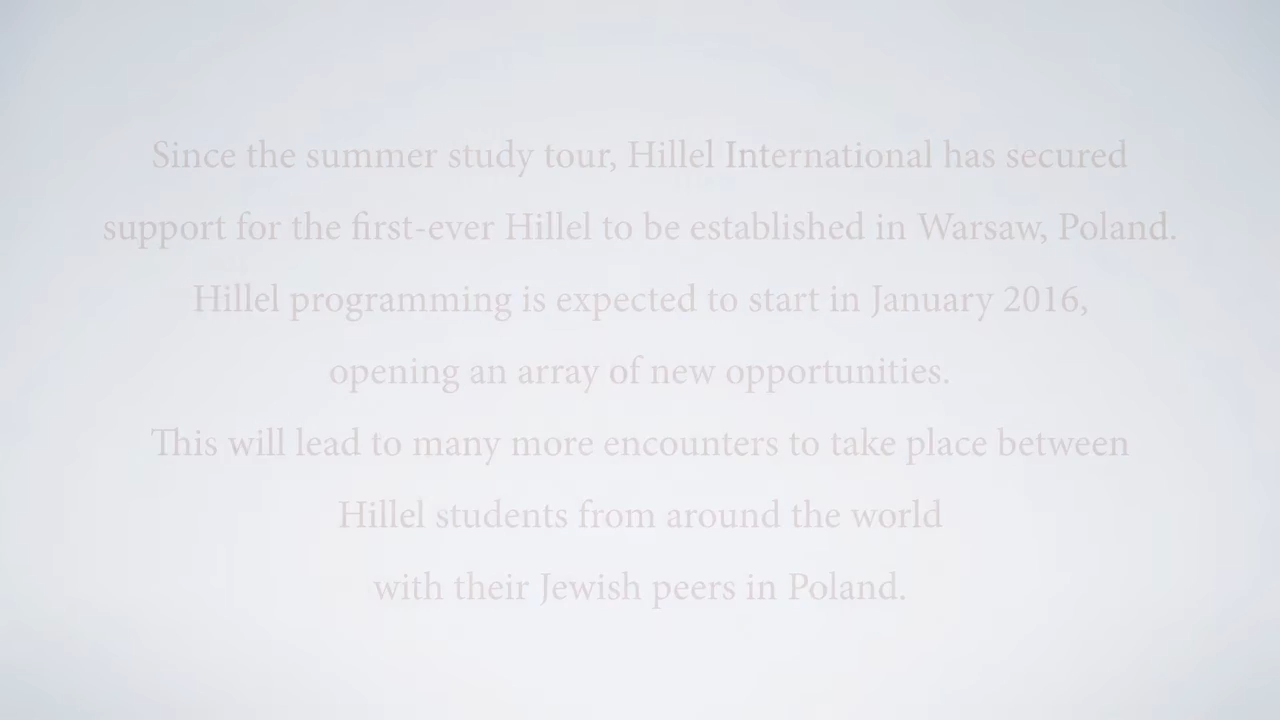 Since the summer study tour, Hillel International has secured
support for the first-ever Hillel to be established in Warsaw, Poland.
Hillel programming is expected to start in January 2016,
opening an array of new opportunities.
This will lead to many more encounters to take place between
Hillel students from around the world
with their Jewish peers in Poland.